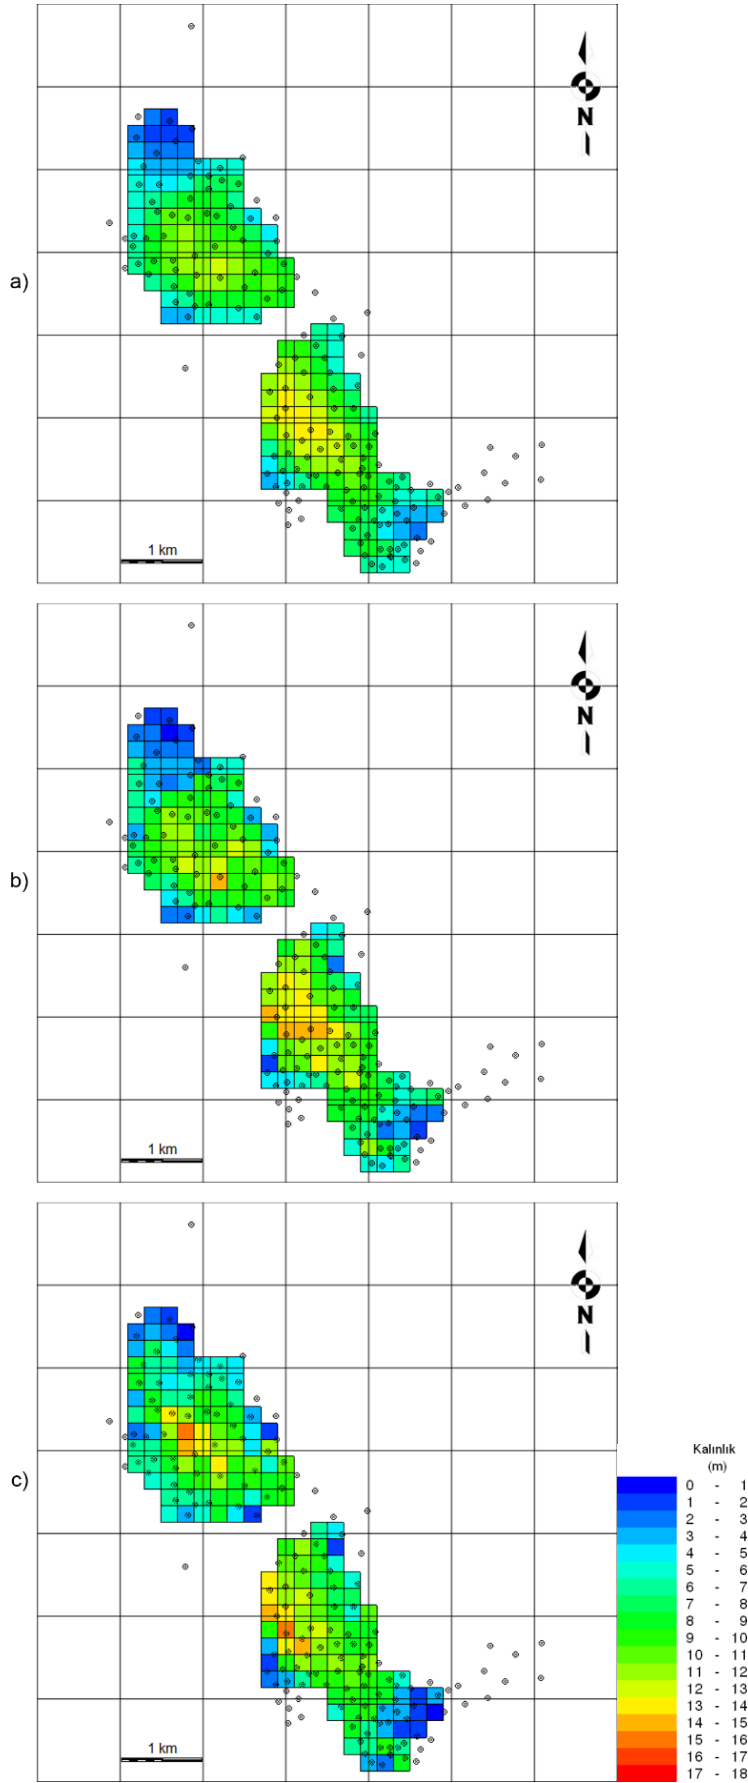 N
a)
1 km
N
b)
1 km
N
c)
1 km
Kalınlık
(m)
0 - 1
1 - 2
2 - 3
3 - 4
4 - 5
5 - 6
6 - 7
7 - 8
8 - 9
9 - 10
10 - 11
11 - 12
12 - 13
13 - 14
14 - 15
15 - 16
16 - 17
17 - 18